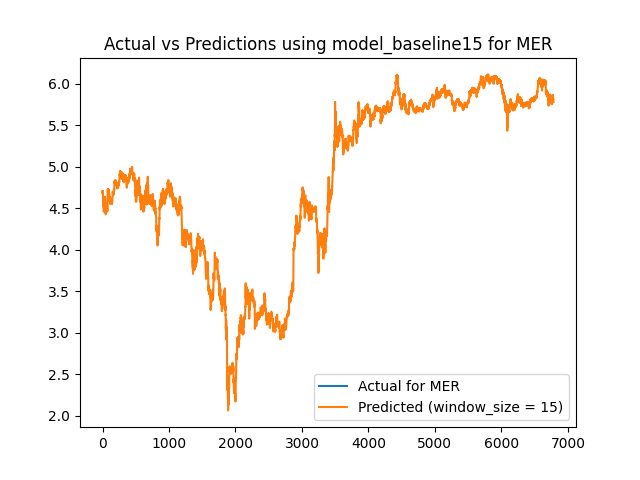 Actual vs Predictions using model_baseline15 for MER
6.0
5.5
5.0
4.5
4.0
3.5
3.0
2.5
2.0
Actual for MER
Predicted (window_size = 15)
0 1000 2000 3000 4000 5000 6000 7000